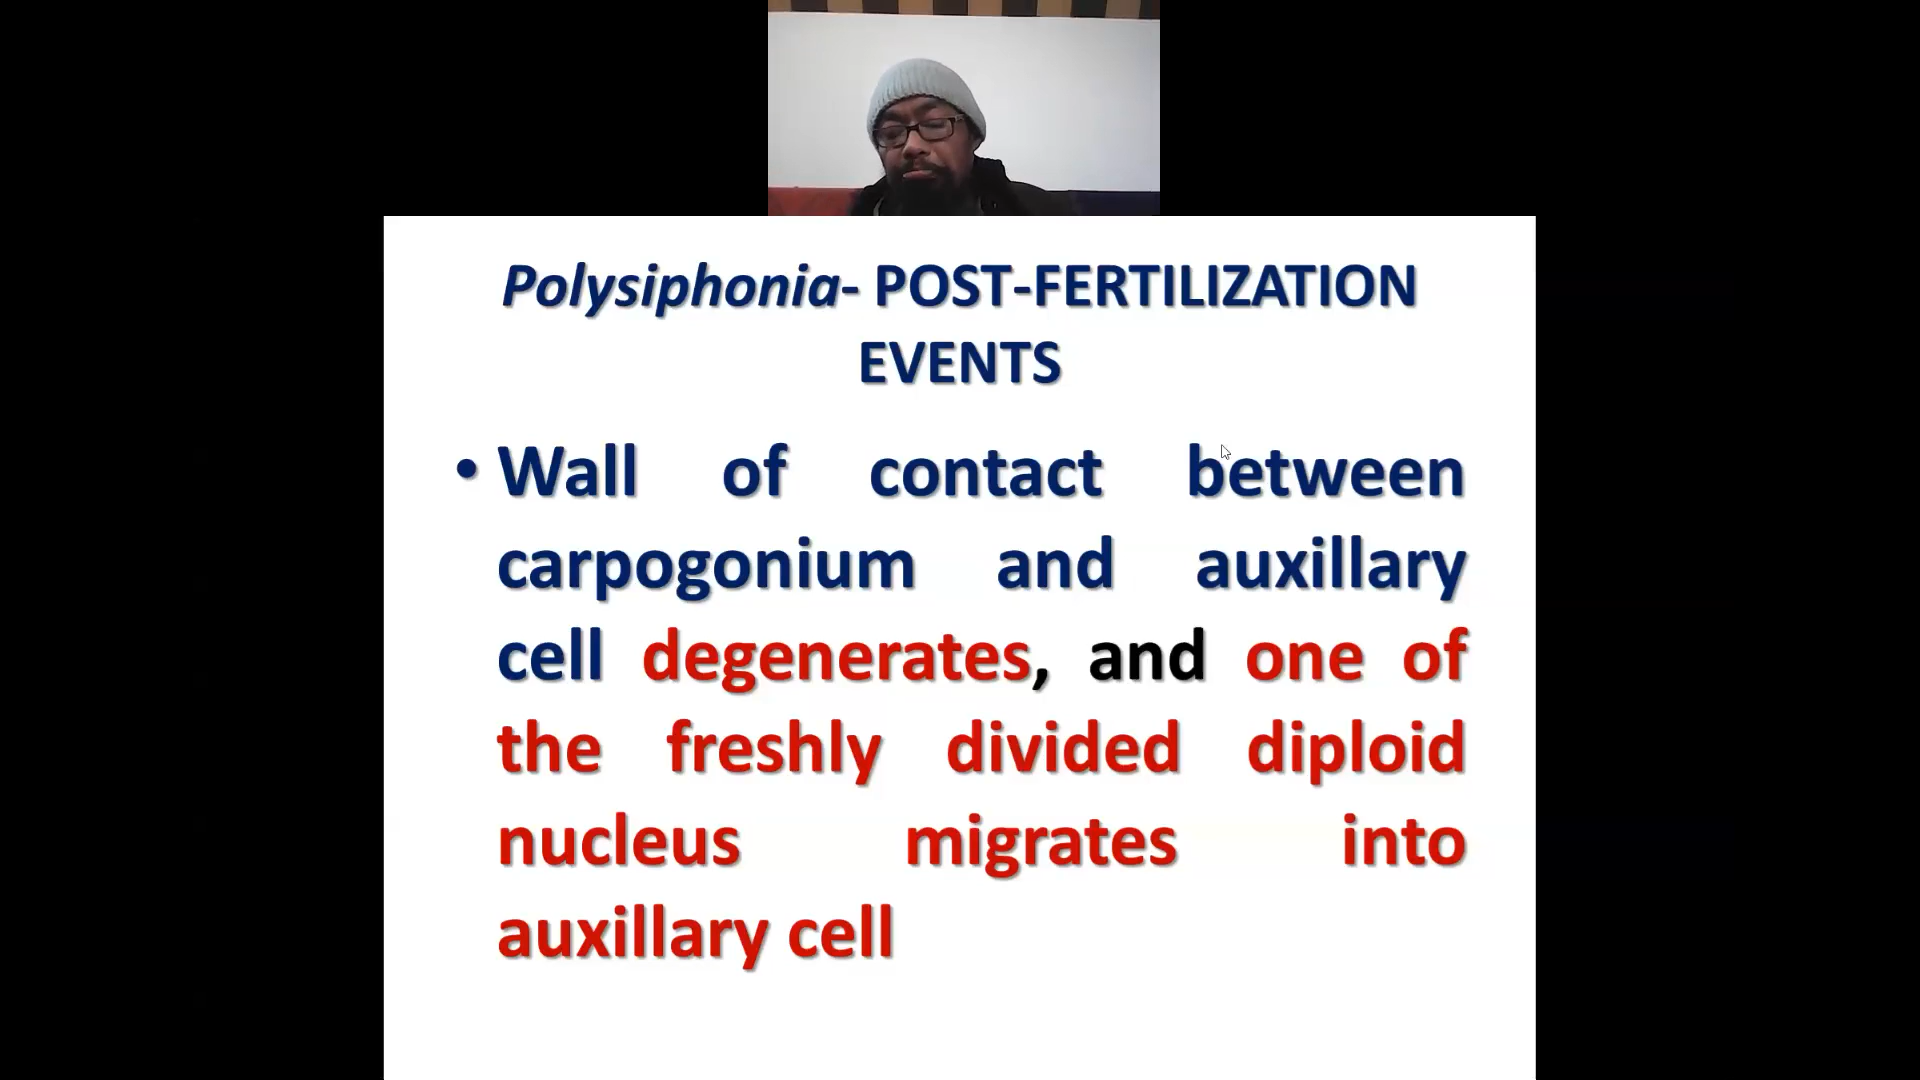 Polysiphonia- POST-FERTILIZATION
EVENTS
• Wall of contact between
carpogonium and auxillary
cell degenerates, and one of
the freshly divided diploid
nucleus migrates into
auxillary cell